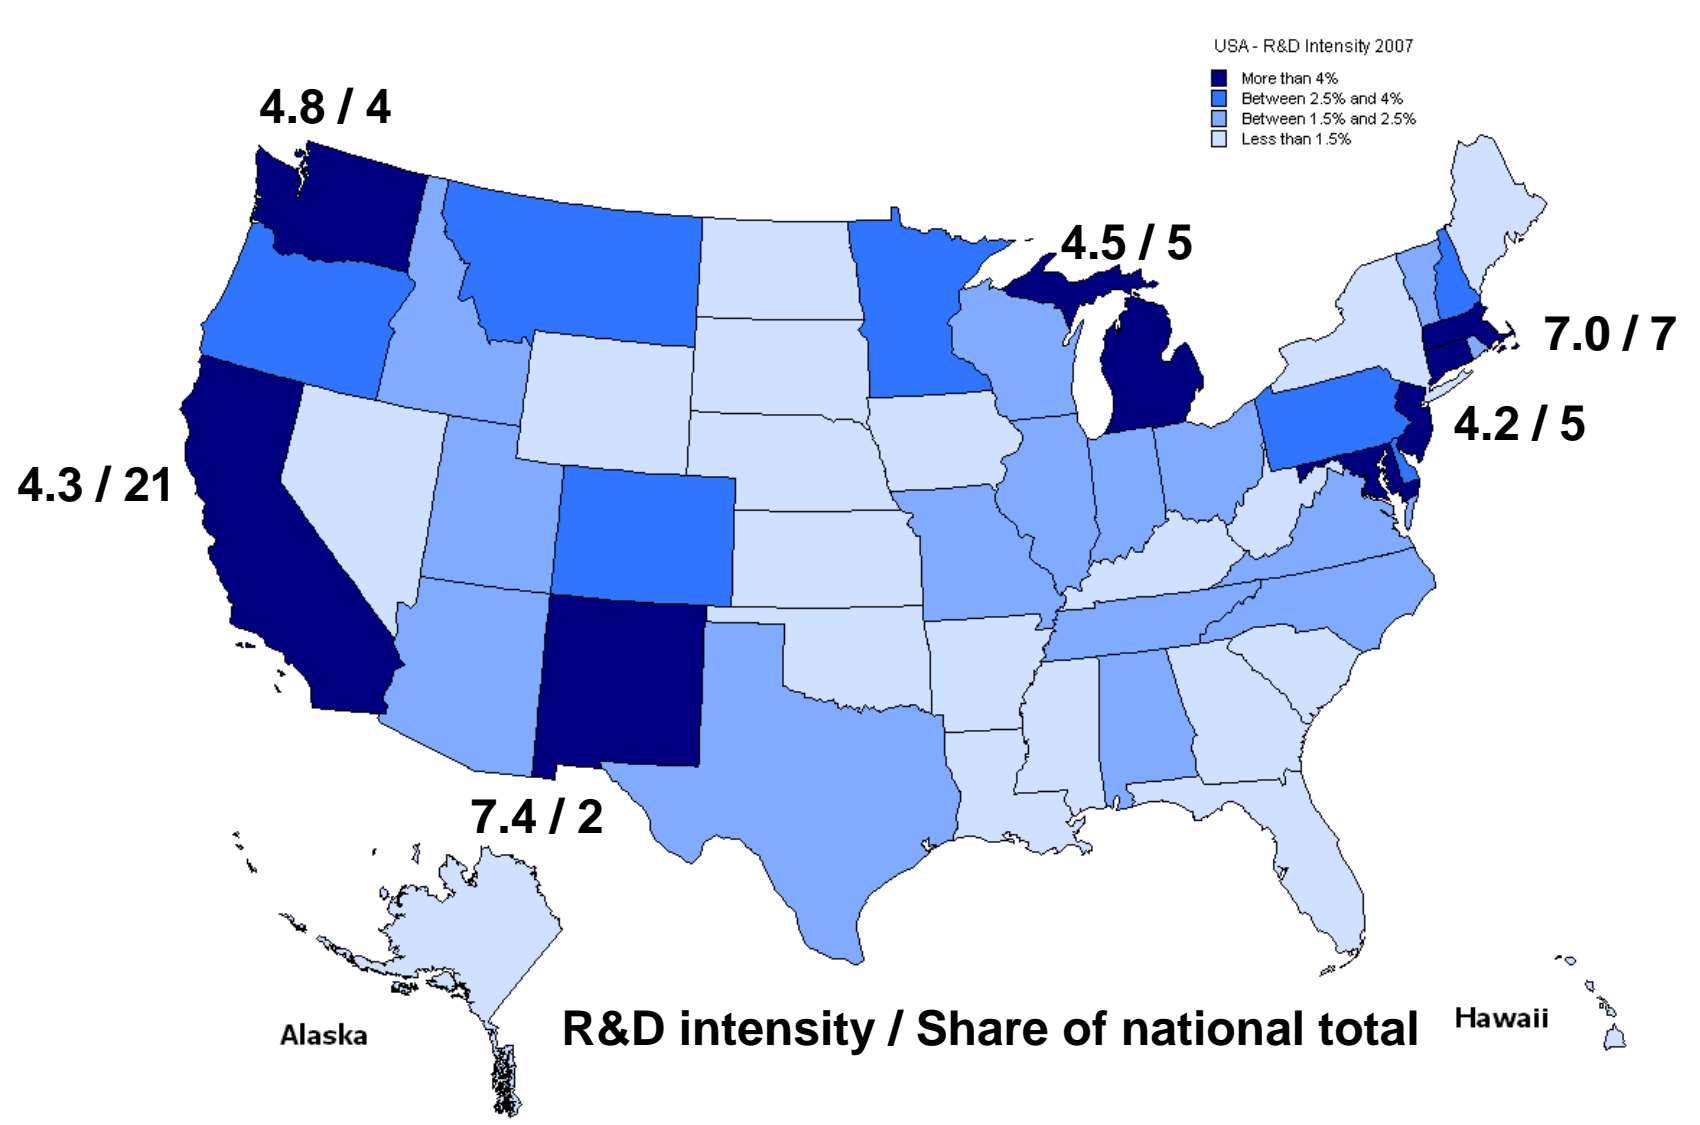 USA - R&D Intensity 2007
More than 4%
Between 2.5% and 4%
Between 1.5% and 2.5%
Less than 1.5%
4.8 / 4
4.5 / 5
7.0 / 7
4.2 / 5
4.3 / 21
7.4 / 2
Alaska
R&D intensity / Share of national total
Hawaii